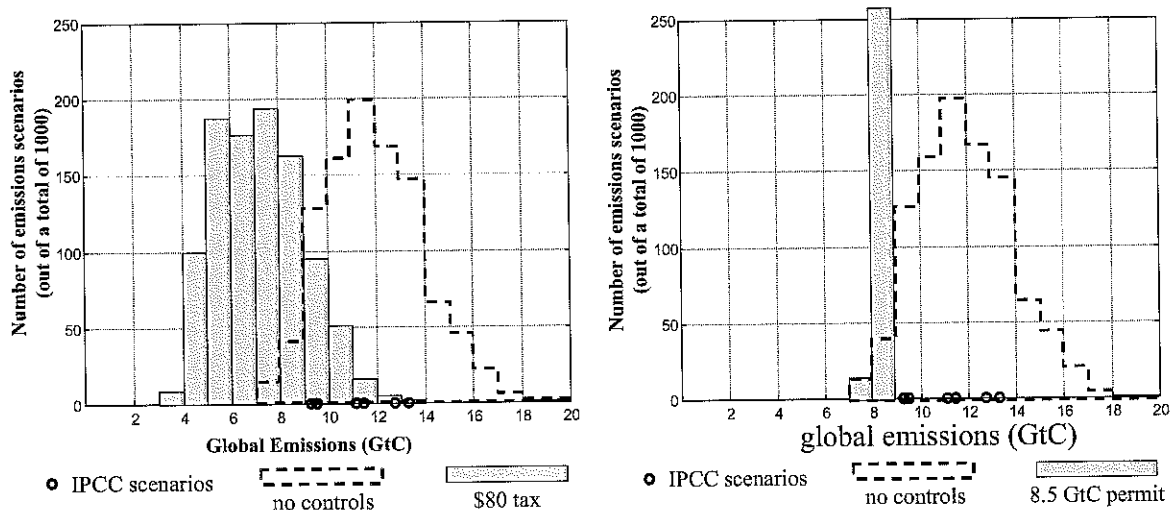 Number of emissions scenarios
(out of a total of 1000)
250
200
150
100
50
0
2 4 6 8 10 12 14 16 18 20
Global Emissions (GtC)
IPCC scenarios
no controls
$80 tax
Number of emissions scenarios
(out of a total of 1000)
250
200
150
100
50
0
2 4 6 8 10 12 14 16 18 20
global emissions (GtC)
IPCC scenarios
no controls
8.5 GtC permit